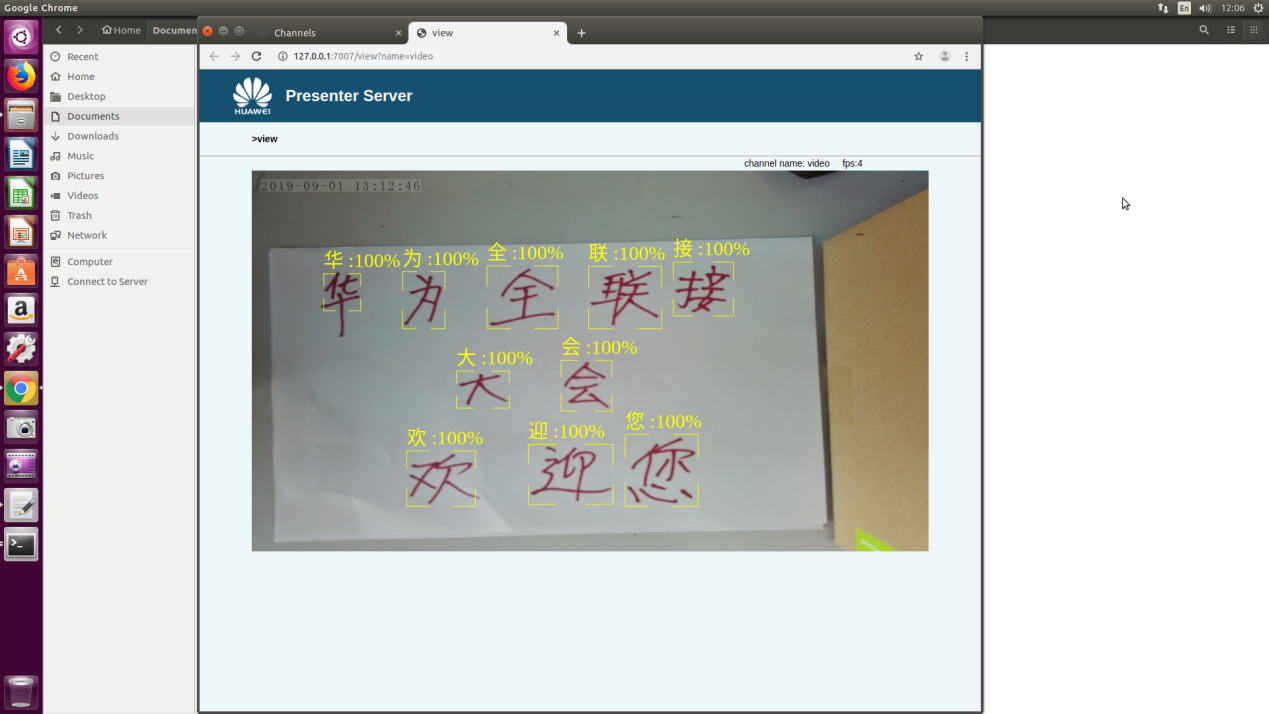 Google Chrome
En
12:06
Home
Documen
Channels
view
127.0.0.1:7007/view?name=video
Recent
Home
Desktop
Documents
Downloads
Music
Pictures
Videos
Trash
Network
Computer
Connect to Server
HUAWEI
Presenter Server
>view
channel name: video fps:4
2019-09-01 13:12:46
华 :100% 为 :100% 全 :100% 联 :100% 接 :100%
华为全联接
大 :100% 会 :100%
大会
欢 :100% 迎 :100% 您 :100%
欢迎您